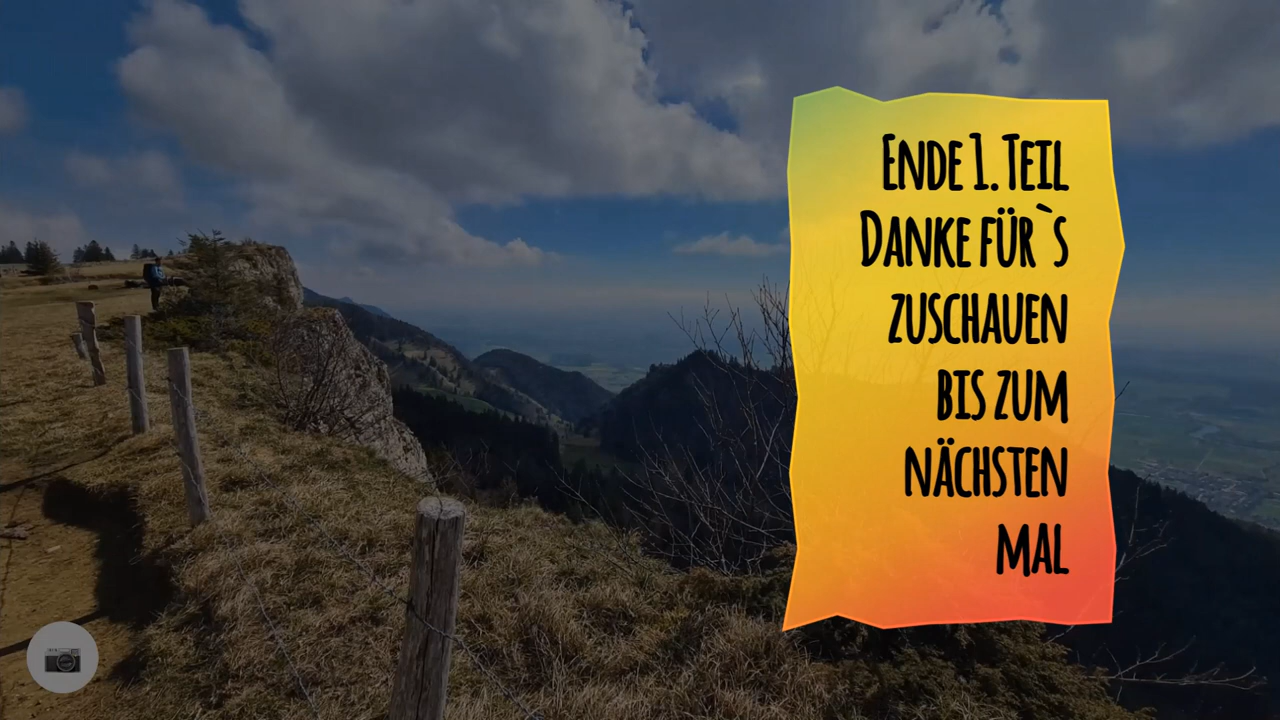 Ende 1. Teil
Danke für`s
zuschauen
bis zum
nächsten
mal